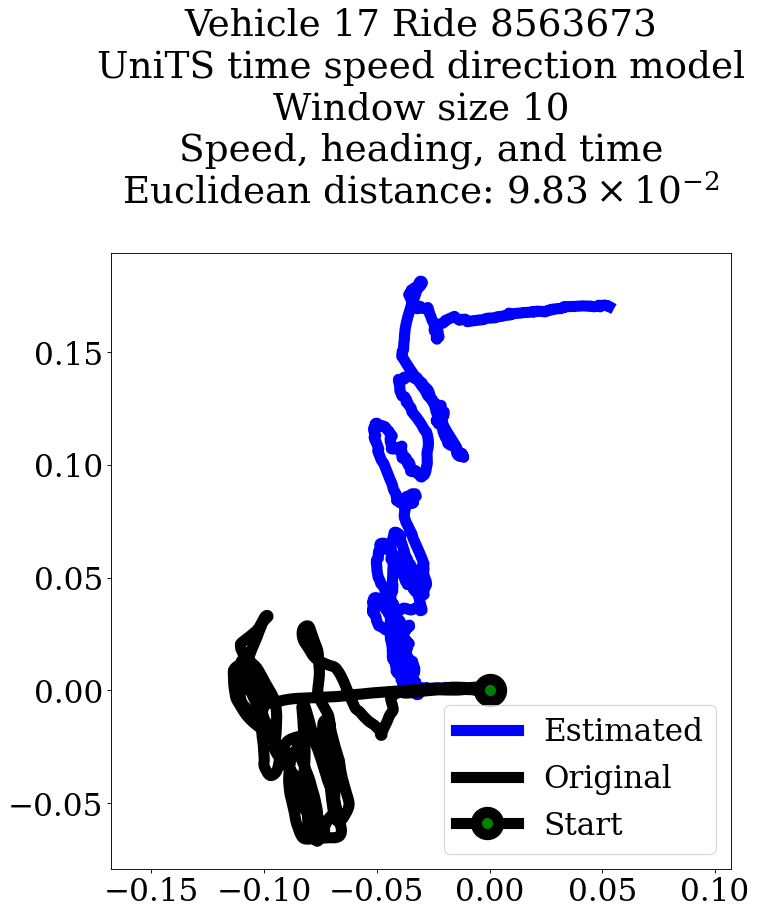 Vehicle 17 Ride 8563673
UniTS time speed direction model
Window size 10
Speed, heading, and time
Euclidean distance: 9.83 × 10⁻²
0.15
0.10
0.05
0.00
−0.05
Estimated
Original
Start
−0.15 −0.10 −0.05 0.00 0.05 0.10